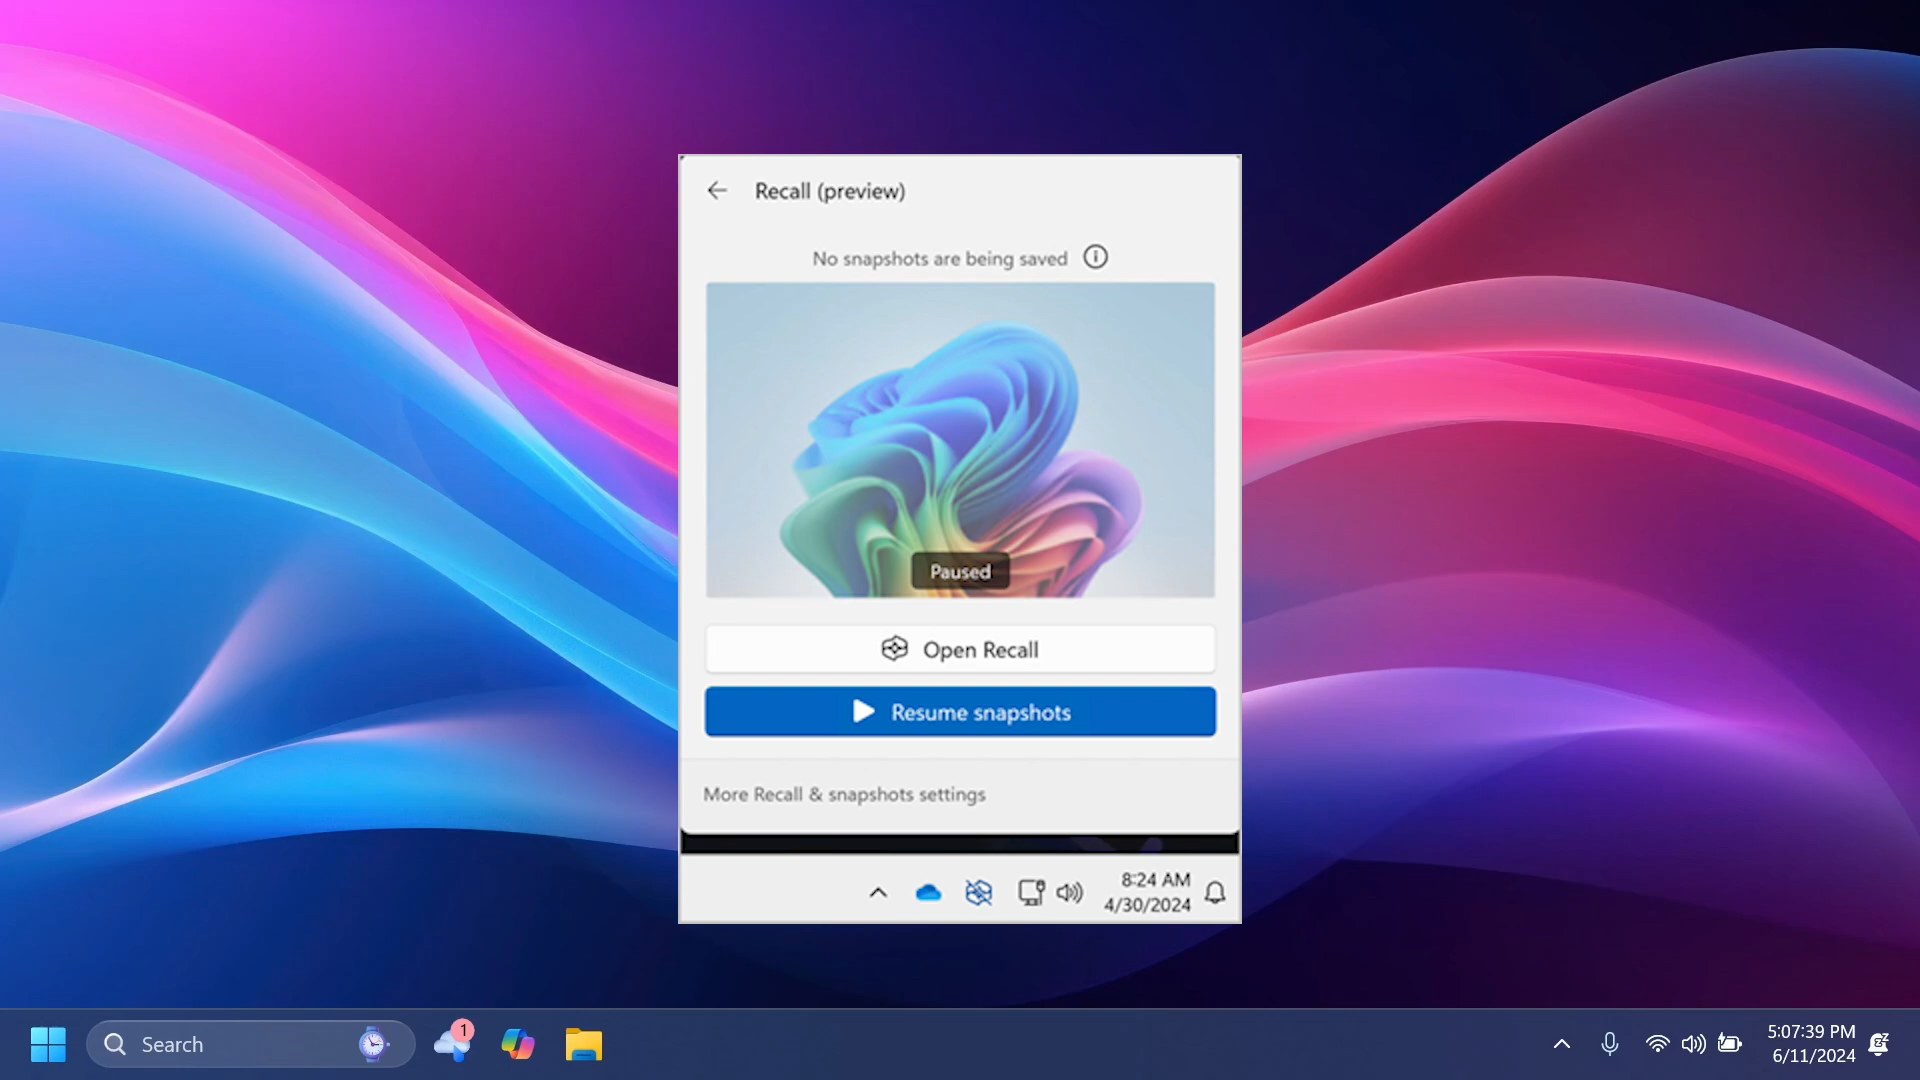 Recall (preview)
No snapshots are being saved
Paused
Open Recall
Resume snapshots
More Recall & snapshots settings
8:24 AM
4/30/2024
Search
1
5:07:39 PM
6/11/2024